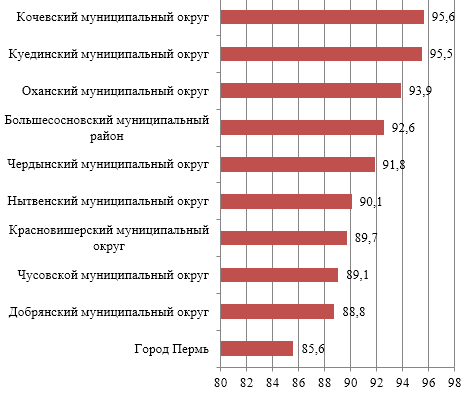 Кочевский муниципальный округ 95,6
Куединский муниципальный округ 95,5
Оханский муниципальный округ 93,9
Большесосновский муниципальный
район 92,6
Чердынский муниципальный округ 91,8
Нытвенский муниципальный округ 90,1
Красновишерский муниципальный
округ 89,7
Чусовской муниципальный округ 89,1
Добрянский муниципальный округ 88,8
Город Пермь 85,6
80 82 84 86 88 90 92 94 96 98